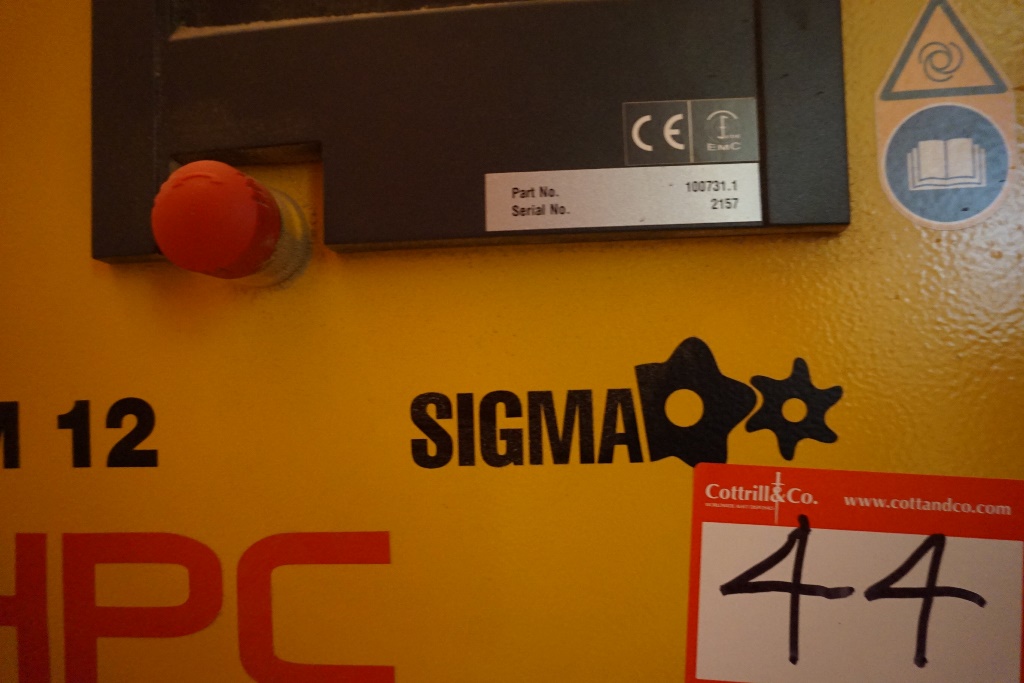 CE
EMC
Part No. 100731.1
Serial No. 2157
12
SIGMA
HPC
Cottrill&Co. www.cottandco.com
44